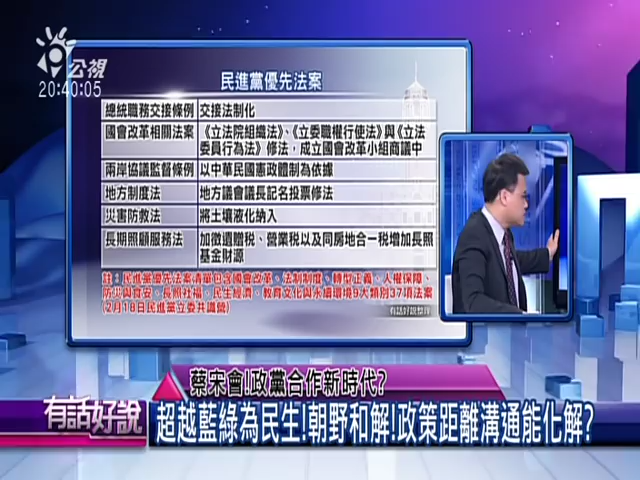 公視
20:40:05
民進黨優先法案
總統職務交接條例 交接法制化
國會改革相關法案 《立法院組織法》、《立委職權行使法》與《立法
委員行為法》修法，成立國會改革小組商議中
兩岸協議監督條例 以中華民國憲政體制為依據
地方制度法 地方議會議長記名投票修法
災害防救法 將土壤液化納入
長期照顧服務法 加徵遺贈稅、營業稅以及同房地合一稅增加長照
基金財源
註：民進黨優先法案清單包含國會改革、法制制度、轉型正義、人權保障、
防災與食安、長照社福、民生經濟、教育文化與永續環境9大類別37項法案
(2月18日民進黨立委共識營)
有話好說整理
蔡宋會!政黨合作新時代?
有話好說
超越藍綠為民生!朝野和解!政策距離溝通能化解?